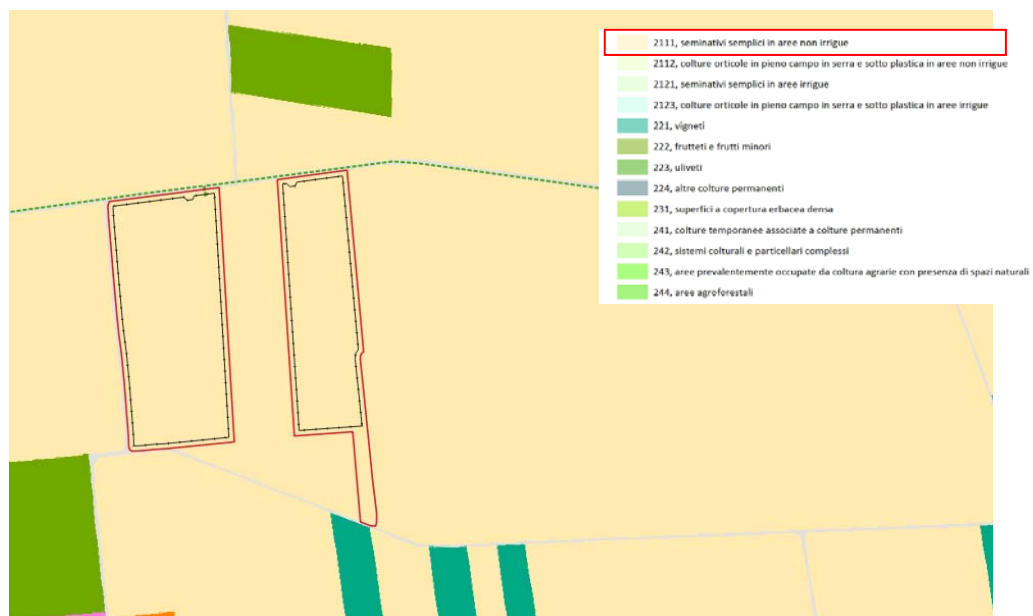 2111, seminativi semplici in aree non irrigue
2112, colture orticole in pieno campo in serra e sotto plastica in aree non irrigue
2121, seminativi semplici in aree irrigue
2123, colture orticole in pieno campo in serra e sotto plastica in aree irrigue
221, vigneti
222, frutteti e frutti minori
223, uliveti
224, altre colture permanenti
231, superfici a copertura erbacea densa
241, colture temporanee associate a colture permanenti
242, sistemi colturali e particellari complessi
243, aree prevalentemente occupate da coltura agrarie con presenza di spazi naturali
244, aree agroforestali